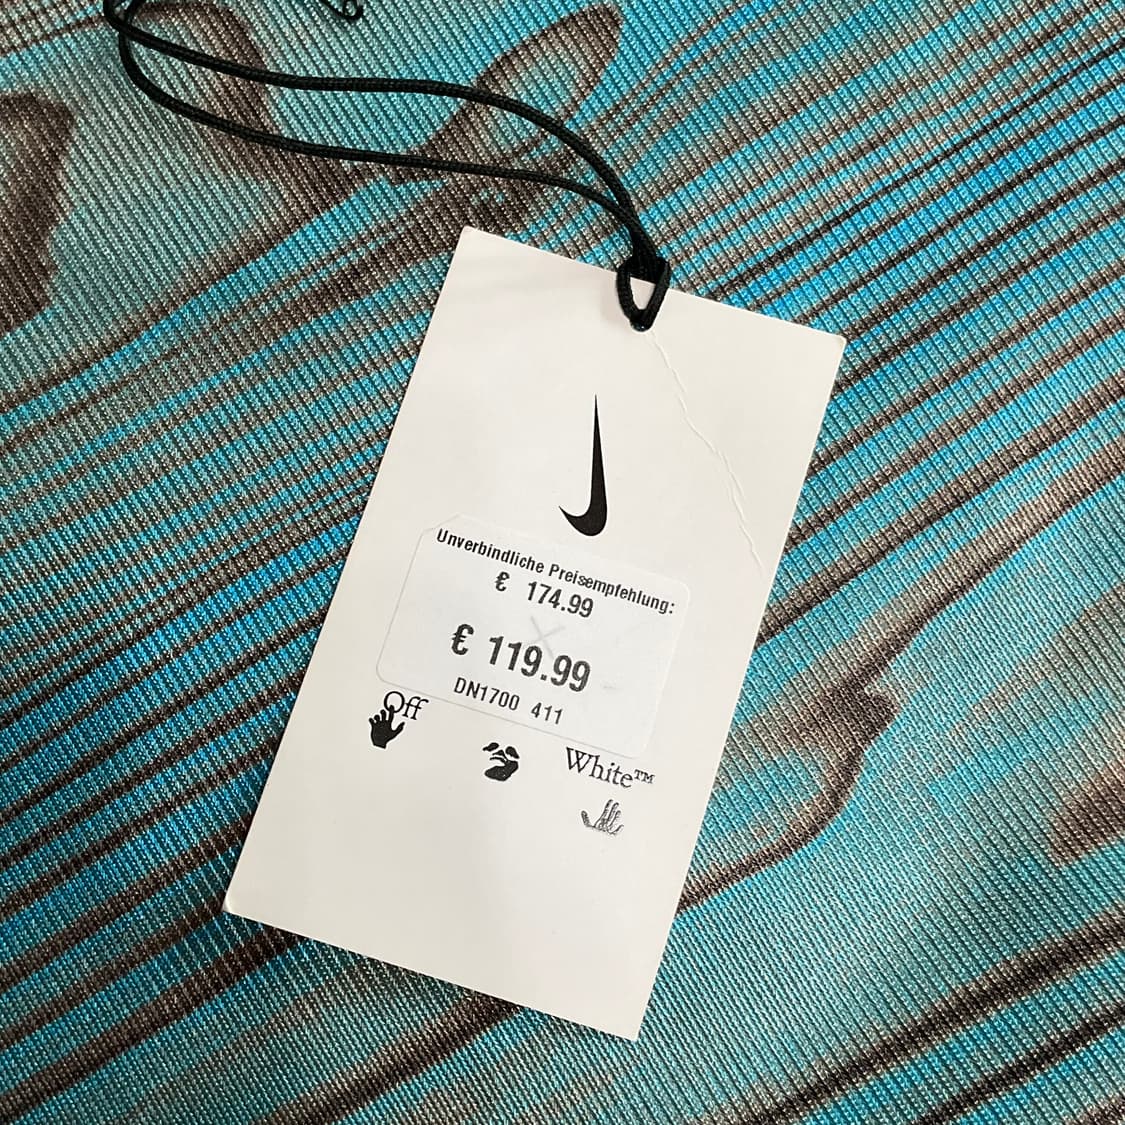 Unverbindliche Preisempfehlung:
€ 174.99
€ 119.99
DN1700 411
Off
White™